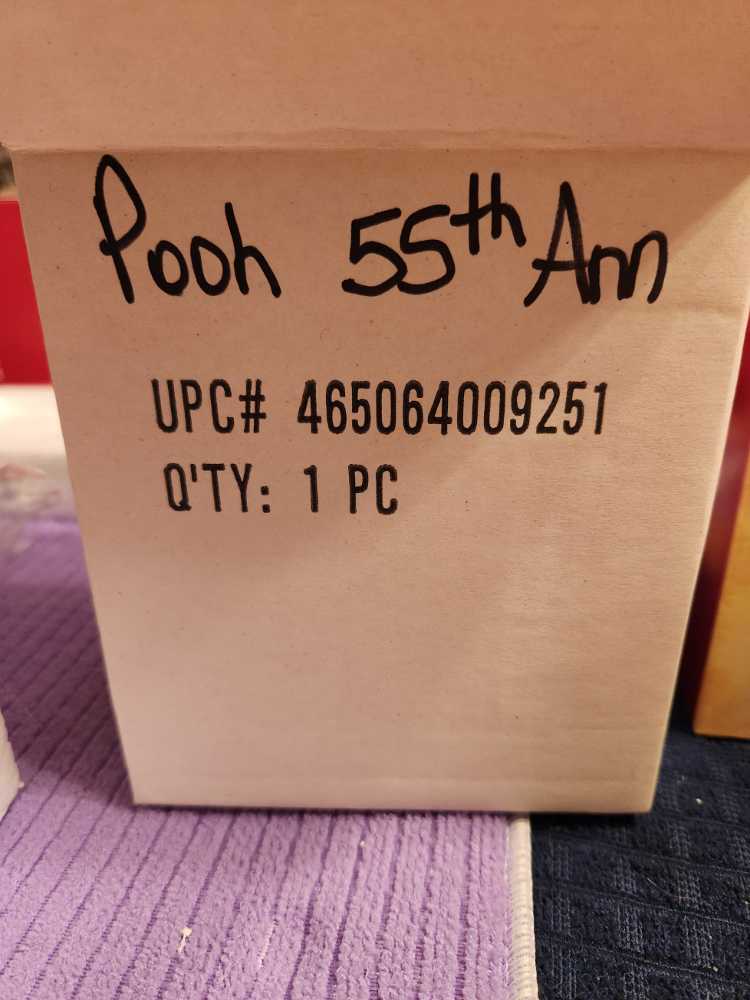 Pooh 55th Ann
UPC# 465064009251
Q'TY: 1 PC